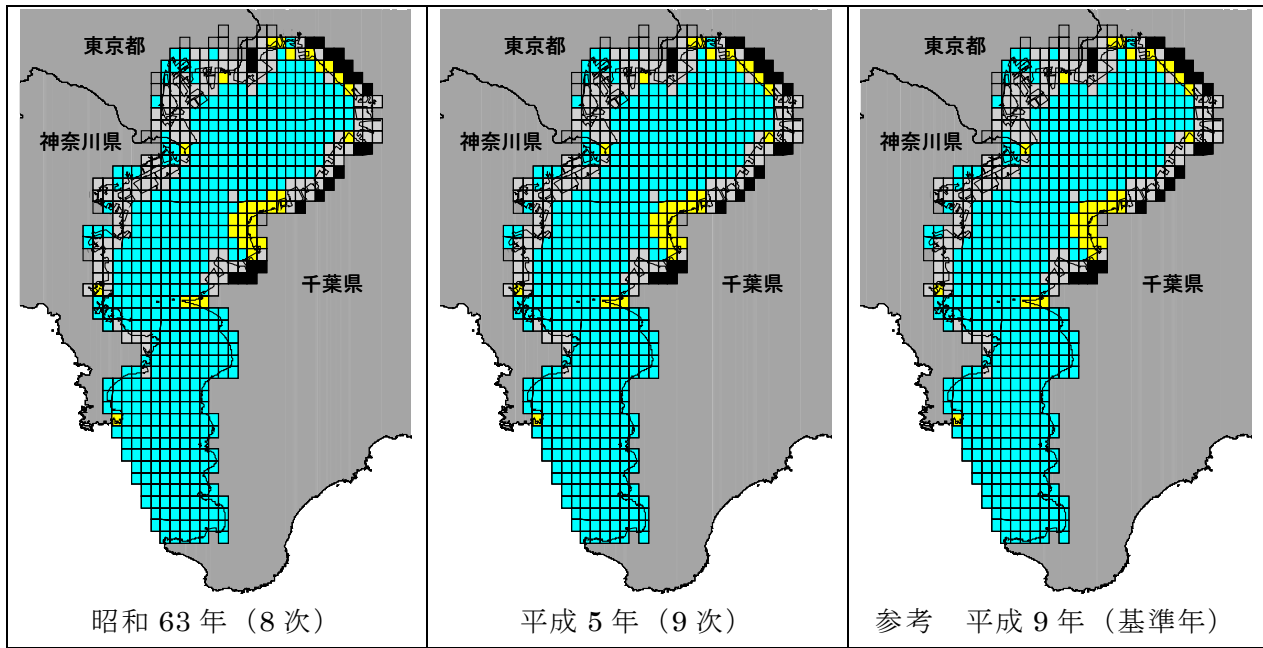 東京都
神奈川県
千葉県
昭和 63 年（8 次）
東京都
神奈川県
千葉県
平成 5 年（9 次）
東京都
神奈川県
千葉県
参考　平成 9 年（基準年）